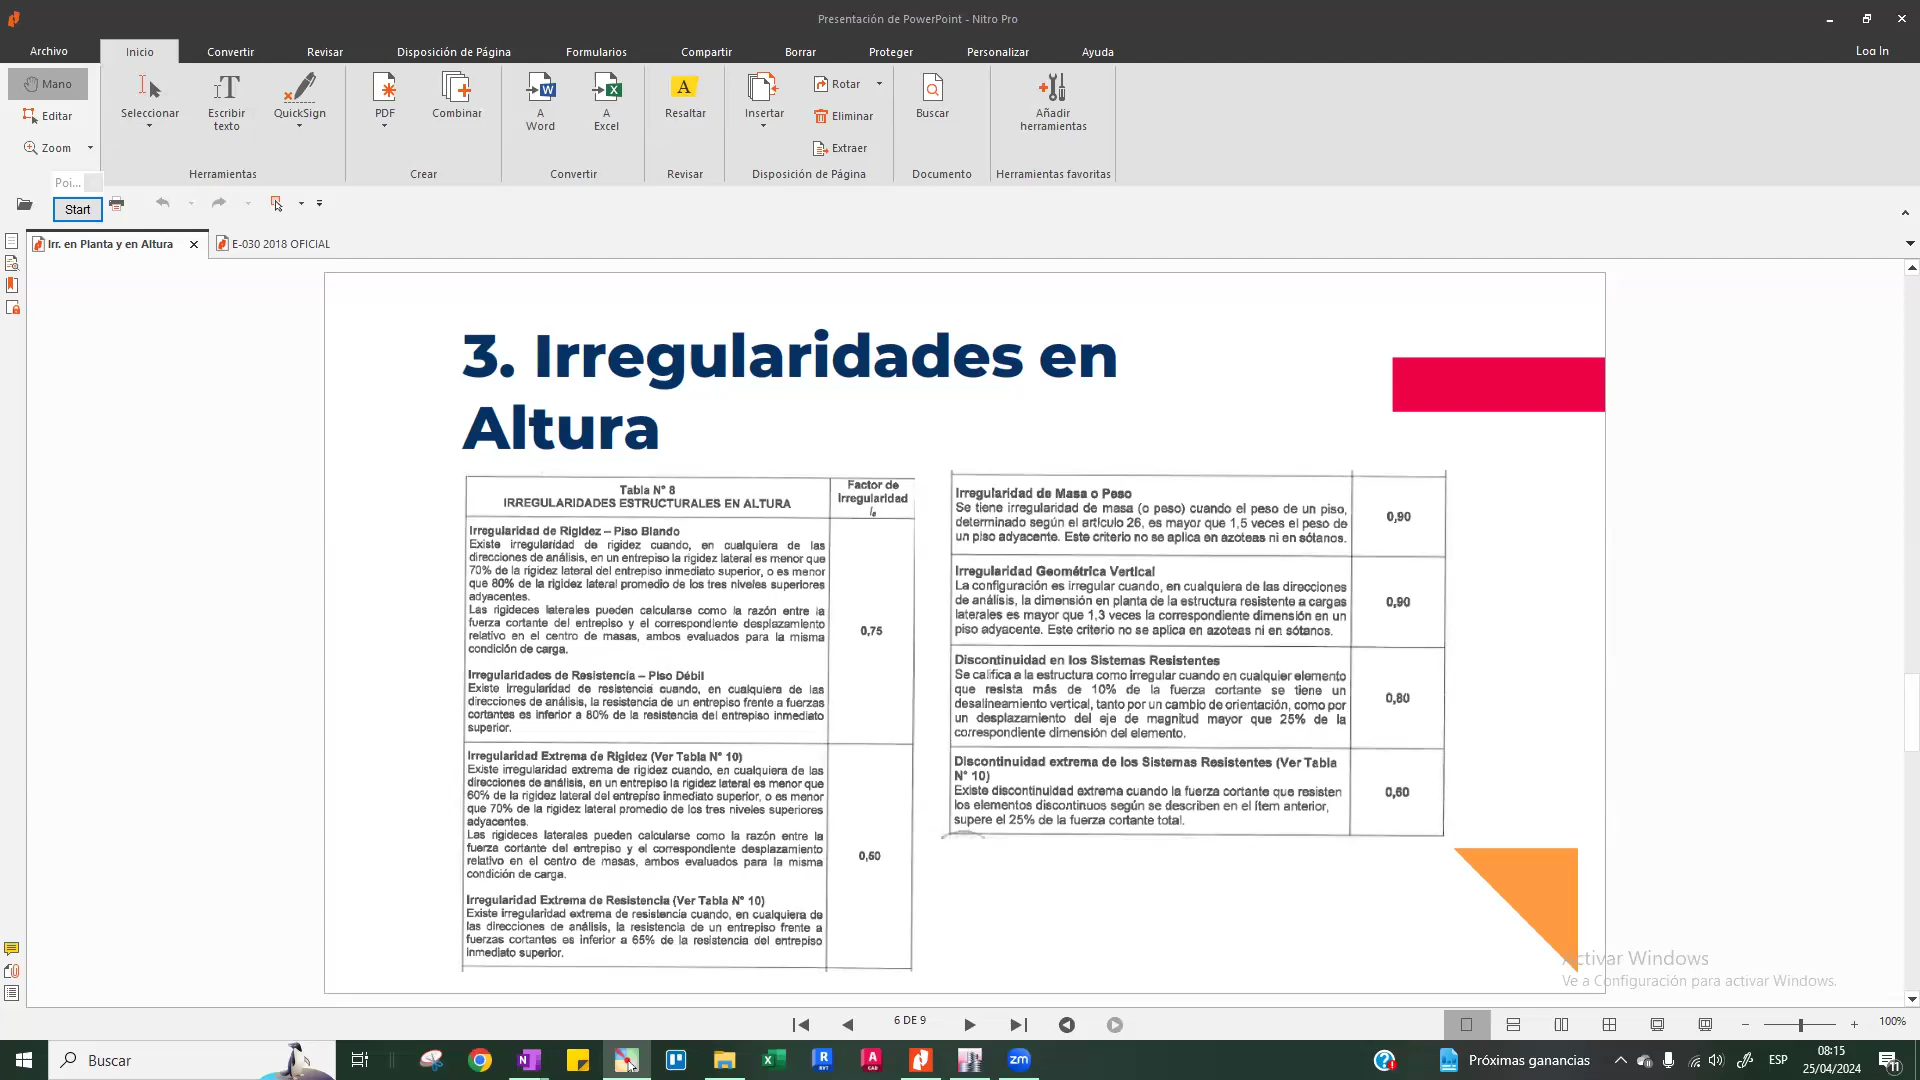 Presentación de PowerPoint - Nitro Pro
Archivo
Inicio
Convertir
Revisar
Disposición de Página
Formularios
Compartir
Borrar
Proteger
Personalizar
Ayuda
Log In
Mano
Editar
Zoom
Seleccionar
Escribir
texto
QuickSign
Herramientas
PDF
Combinar
Crear
A
Word
A
Excel
Convertir
Resaltar
Revisar
Insertar
Rotar
Eliminar
Extraer
Disposición de Página
Buscar
Documento
Añadir
herramientas
Herramientas favoritas
Poi...
Start
Irr. en Planta y en Altura
E-030 2018 OFICIAL
3. Irregularidades en
Altura
Tabla N° 8
IRREGULARIDADES ESTRUCTURALES EN ALTURA
Factor de
Irregularidad
Irregularidad de Rigidez – Piso Blando
Existe irregularidad de rigidez cuando, en cualquiera de las
direcciones de análisis, en un entrepiso la rigidez lateral es menor que
70% de la rigidez lateral del entrepiso inmediato superior, o es menor
que 80% de la rigidez lateral promedio de los tres niveles superiores
adyacentes.
Las rigideces laterales pueden calcularse como la razón entre la
fuerza cortante del entrepiso y el correspondiente desplazamiento
relativo en el centro de masas, ambos evaluados para la misma
condición de carga.
0,75
Irregularidades de Resistencia – Piso Débil
Existe irregularidad de resistencia cuando, en cualquiera de las
direcciones de análisis, la resistencia de un entrepiso frente a fuerzas
cortantes es inferior a 80% de la resistencia del entrepiso inmediato
superior.
Irregularidad Extrema de Rigidez (Ver Tabla N° 10)
Existe irregularidad extrema de rigidez cuando, en cualquiera de las
direcciones de análisis, en un entrepiso la rigidez lateral es menor que
60% de la rigidez lateral del entrepiso inmediato superior, o es menor
que 70% de la rigidez lateral promedio de los tres niveles superiores
adyacentes.
Las rigideces laterales pueden calcularse como la razón entre la
fuerza cortante del entrepiso y el correspondiente desplazamiento
relativo en el centro de masas, ambos evaluados para la misma
condición de carga.
0,50
Irregularidad Extrema de Resistencia (Ver Tabla N° 10)
Existe irregularidad extrema de resistencia cuando, en cualquiera de
las direcciones de análisis, la resistencia de un entrepiso frente a
fuerzas cortantes es inferior a 65% de la resistencia del entrepiso
inmediato superior.
Irregularidad de Masa o Peso
Se tiene irregularidad de masa (o peso) cuando el peso de un piso,
determinado según el artículo 26, es mayor que 1,5 veces el peso de
un piso adyacente. Este criterio no se aplica en azoteas ni en sótanos.
0,90
Irregularidad Geométrica Vertical
La configuración es irregular cuando, en cualquiera de las direcciones
de análisis, la dimensión en planta de la estructura resistente a cargas
laterales es mayor que 1,3 veces la correspondiente dimensión en un
piso adyacente. Este criterio no se aplica en azoteas ni en sótanos.
0,90
Discontinuidad en los Sistemas Resistentes
Se califica a la estructura como irregular cuando en cualquier elemento
que resista más de 10% de la fuerza cortante se tiene un
desalineamiento vertical, tanto por un cambio de orientación, como por
un desplazamiento del eje de magnitud mayor que 25% de la
correspondiente dimensión del elemento.
0,80
Discontinuidad extrema de los Sistemas Resistentes (Ver Tabla
N° 10)
Existe discontinuidad extrema cuando la fuerza cortante que resisten
los elementos discontinuos según se describen en el ítem anterior,
supere el 25% de la fuerza cortante total.
0,60
Activar Windows
Ve a Configuración para activar Windows.
6 DE 9
100%
Buscar
Próximas ganancias
ESP
08:15
25/04/2024
11